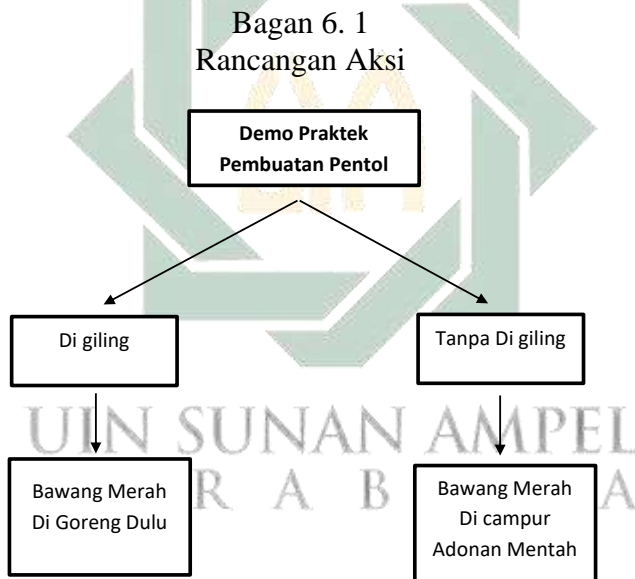 Bagan 6. 1
Rancangan Aksi
Demo Praktek
Pembuatan Pentol
Di giling
Tanpa Di giling
UIN SUNAN AMPEL
R A B A
Bawang Merah
Di Goreng Dulu
Bawang Merah
Di campur
Adonan Mentah